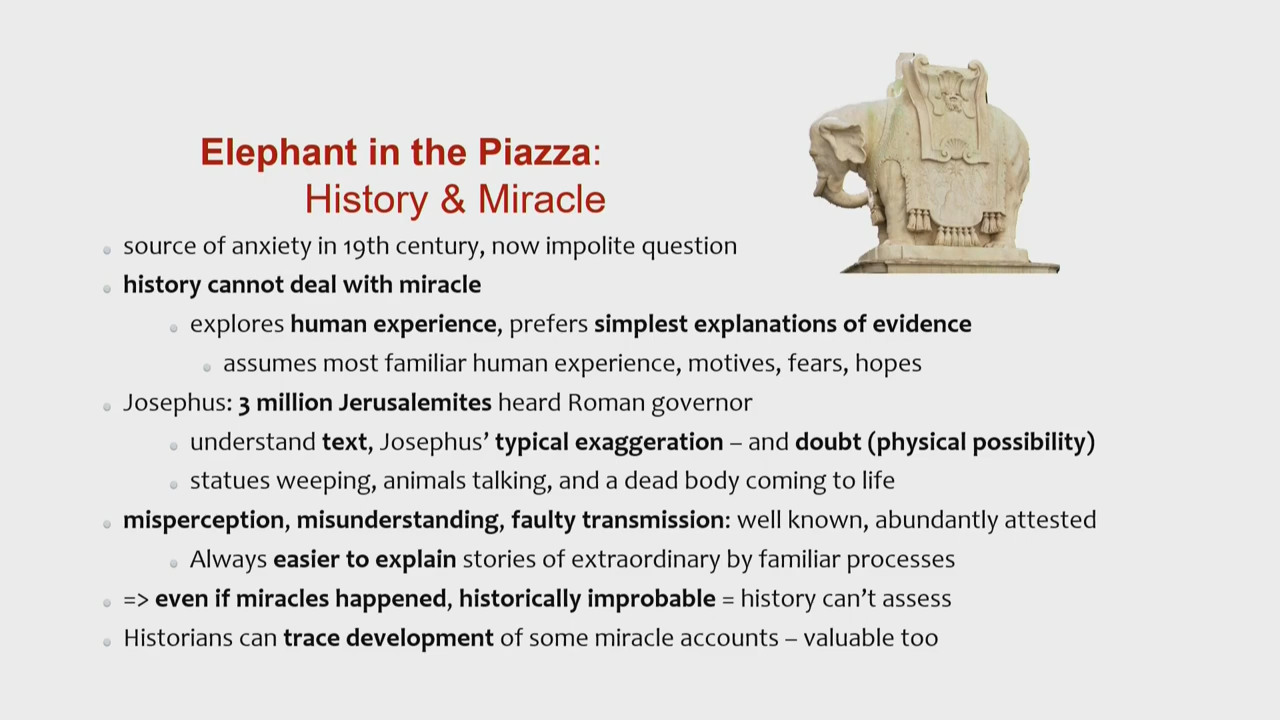 Elephant in the Piazza:
History & Miracle
source of anxiety in 19th century, now impolite question
history cannot deal with miracle
explores human experience, prefers simplest explanations of evidence
assumes most familiar human experience, motives, fears, hopes
Josephus: 3 million Jerusalemites heard Roman governor
understand text, Josephus’ typical exaggeration – and doubt (physical possibility)
statues weeping, animals talking, and a dead body coming to life
misperception, misunderstanding, faulty transmission: well known, abundantly attested
Always easier to explain stories of extraordinary by familiar processes
=> even if miracles happened, historically improbable = history can’t assess
Historians can trace development of some miracle accounts – valuable too